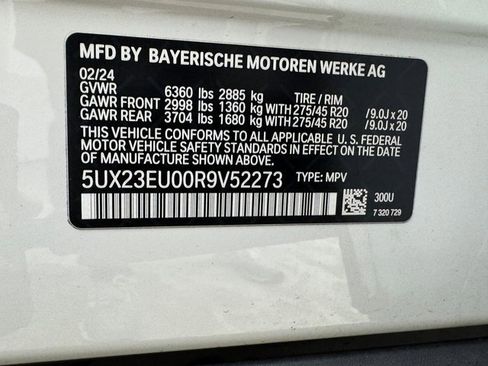 MFD BY BAYERISCHE MOTOREN WERKE AG
02/24
GVWR 6360 lbs 2885 kg TIRE / RIM
GAWR FRONT 2998 lbs 1360 kg WITH 275/45 R20 / 9.0J x 20
GAWR REAR 3704 lbs 1680 kg WITH 275/45 R20 / 9.0J x 20
THIS VEHICLE CONFORMS TO ALL APPLICABLE U. S. FEDERAL
MOTOR VEHICLE SAFETY STANDARDS IN EFFECT ON THE
DATE OF MANUFACTURE SHOWN ABOVE.
5UX23EU00R9V52273 TYPE: MPV
300U
7 320 729